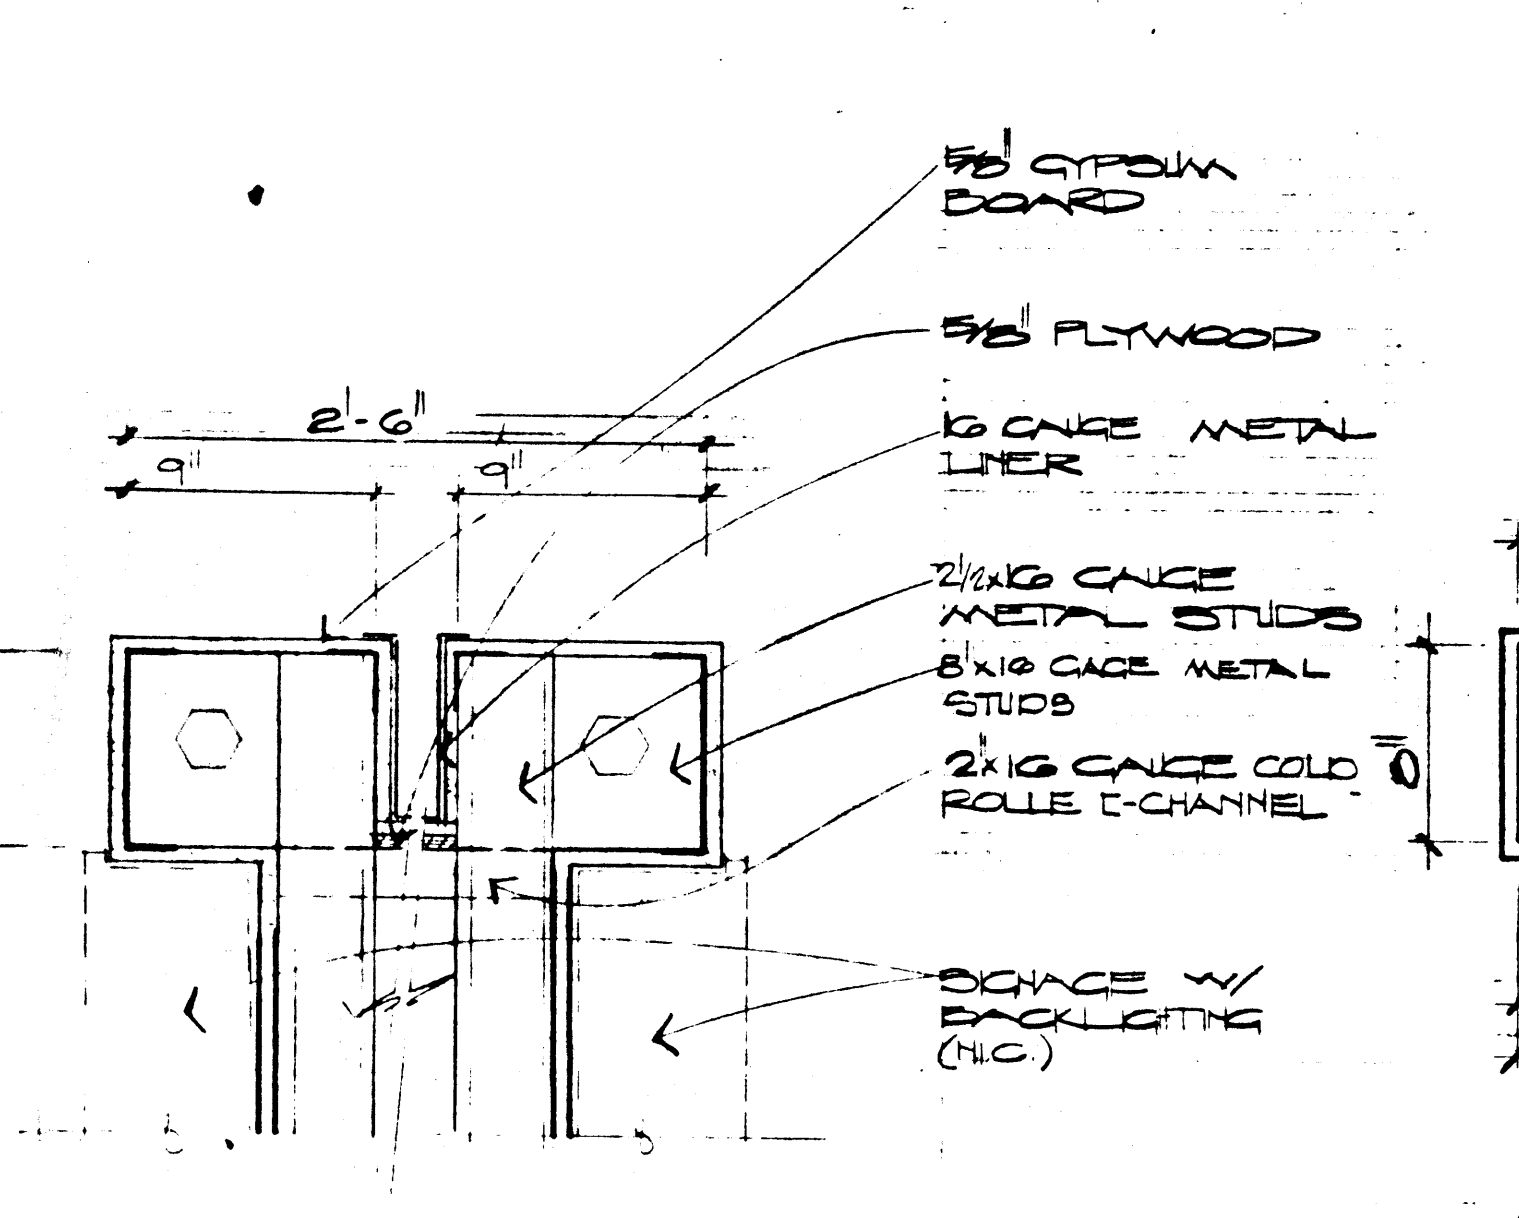 5/8" GYPSUM
BOARD
5/8" PLYWOOD
2'-6"
16 GAUGE METAL
LINER
9"
9"
2 1/2x16 GAUGE
METAL STUDS
8'x16 GAGE METAL
STUDS
2"x16 GAUGE COLD
ROLLE C-CHANNEL
SIGNAGE W/
BACKLIGHTING
(N.I.C.)